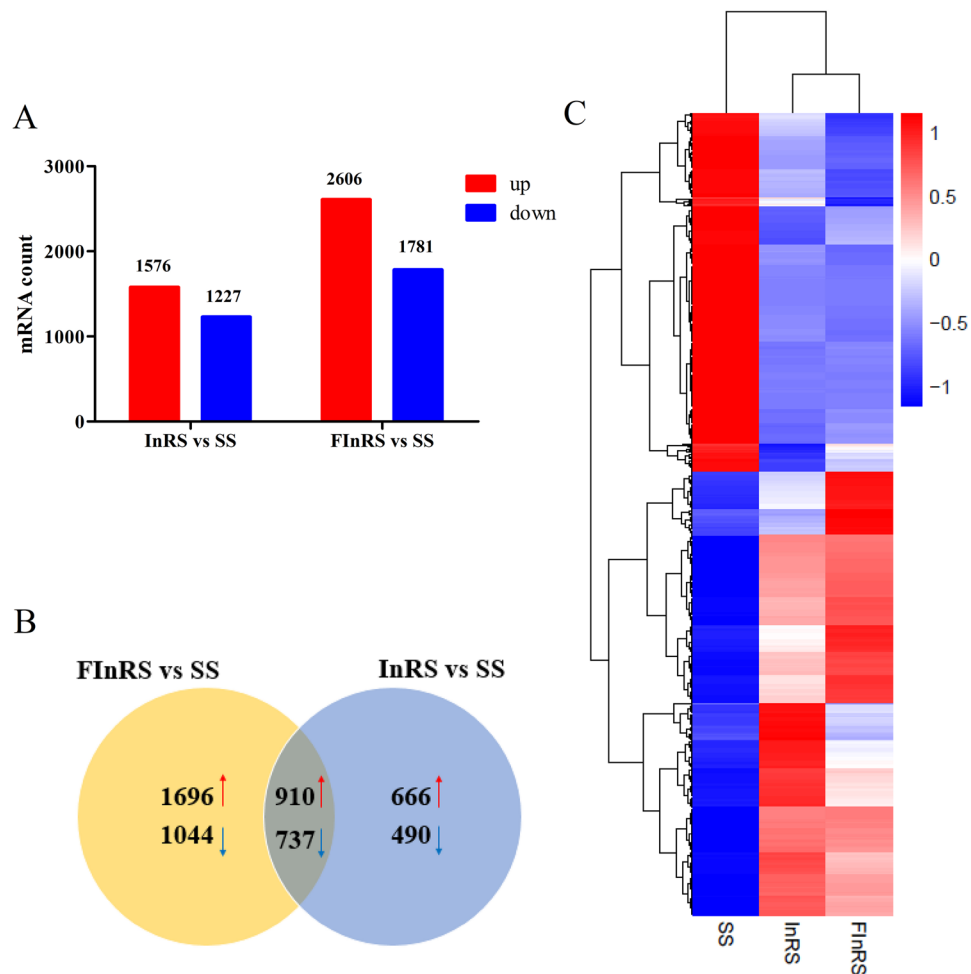 A
3000
2000
1000
0
mRNA count
2606
1576
1227
1781
up
down
InRS vs SS
FInRS vs SS
B
FInRS vs SS
InRS vs SS
1696
910
666
1044
737
490
C
1
0.5
0
−0.5
−1
SS
InRS
FInRS